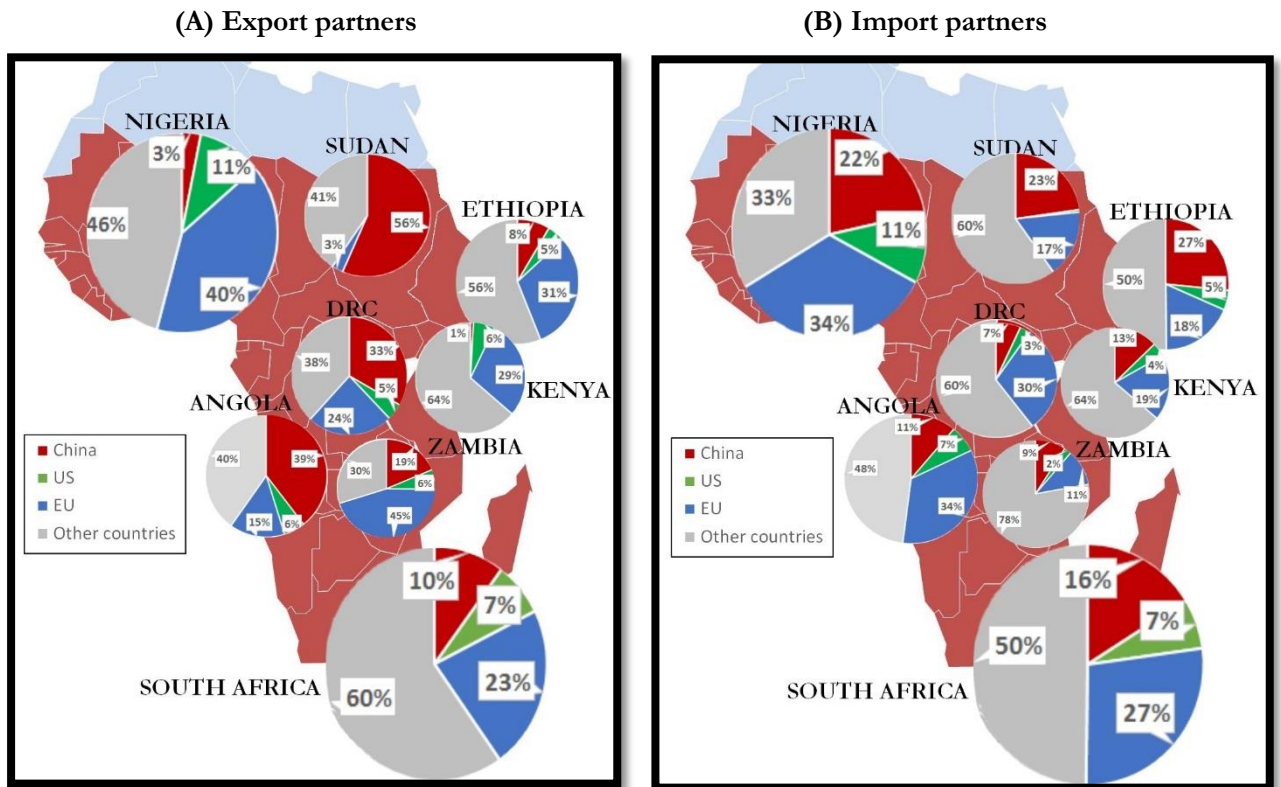 (A) Export partners
NIGERIA
3%
11%
46%
40%
SUDAN
41%
56%
3%
ETHIOPIA
8%
5%
56%
31%
DRC
33%
38%
5%
24%
1%
6%
29%
64%
KENYA
ANGOLA
40%
39%
15%
6%
ZAMBIA
30%
19%
6%
45%
China
US
EU
Other countries
10%
7%
23%
60%
SOUTH AFRICA
(B) Import partners
NIGERIA
22%
33%
11%
34%
SUDAN
23%
60%
17%
ETHIOPIA
27%
50%
5%
18%
DRC
7%
3%
60%
30%
13%
4%
19%
64%
KENYA
ANGOLA
11%
7%
48%
34%
ZAMBIA
9%
2%
11%
78%
China
US
EU
Other countries
16%
7%
50%
27%
SOUTH AFRICA